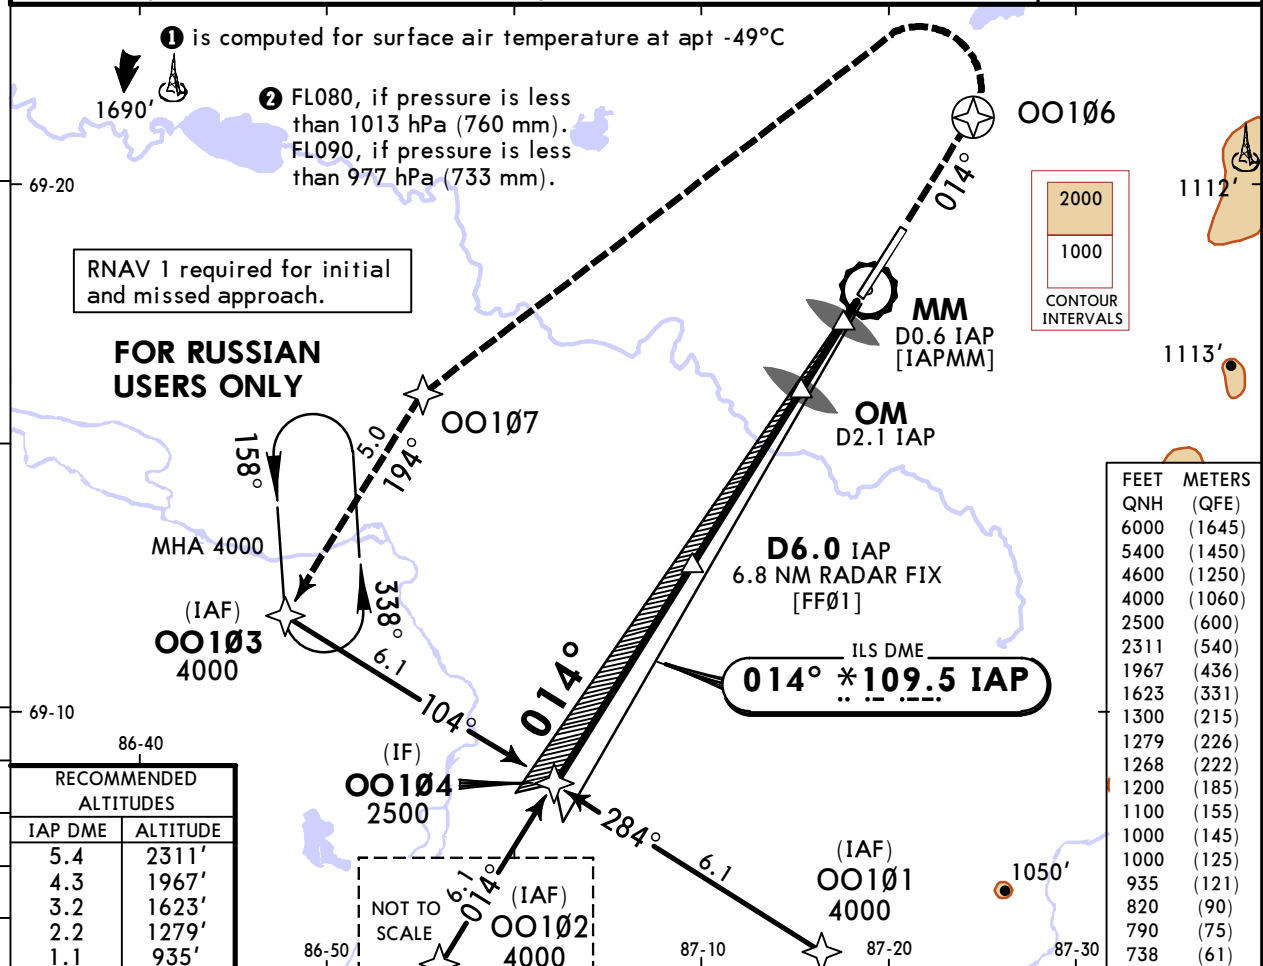 ❶ is computed for surface air temperature at apt -49°C
1690'
❷ FL080, if pressure is less
than 1013 hPa (760 mm).
FL090, if pressure is less
than 977 hPa (733 mm).
OO1Ø6
014°
69-20
1112'
2000
1000
CONTOUR
INTERVALS
RNAV 1 required for initial
and missed approach.
FOR RUSSIAN
USERS ONLY
MM
D0.6 IAP
[IAPMM]
1113'
OO1Ø7
OM
D2.1 IAP
5.0
194°
158°
338°
MHA 4000
D6.0 IAP
6.8 NM RADAR FIX
[FFØ1]
(IAF)
OO1Ø3
4000
6.1
104°
014°
ILS DME
014° *109.5 IAP
69-10
86-40
(IF)
OO1Ø4
2500
284°
6.1
(IAF)
OO1Ø1
4000
1050'
6.1
014°
NOT TO
SCALE
(IAF)
OO1Ø2
4000
86-50
87-10
87-20
87-30
RECOMMENDED
ALTITUDES
IAP DME ALTITUDE
5.4 2311'
4.3 1967'
3.2 1623'
2.2 1279'
1.1 935'
FEET METERS
QNH (QFE)
6000 (1645)
5400 (1450)
4600 (1250)
4000 (1060)
2500 (600)
2311 (540)
1967 (436)
1623 (331)
1300 (215)
1279 (226)
1268 (222)
1200 (185)
1100 (155)
1000 (145)
1000 (125)
935 (121)
820 (90)
790 (75)
738 (61)